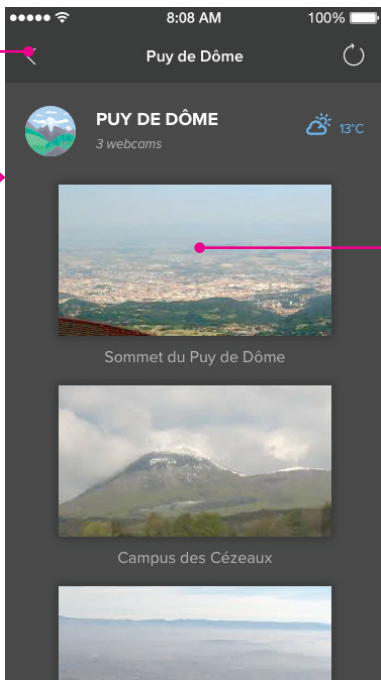 8:08 AM
100%
Puy de Dôme
PUY DE DÔME
3 webcams
13°C
Sommet du Puy de Dôme
Campus des Cézeaux